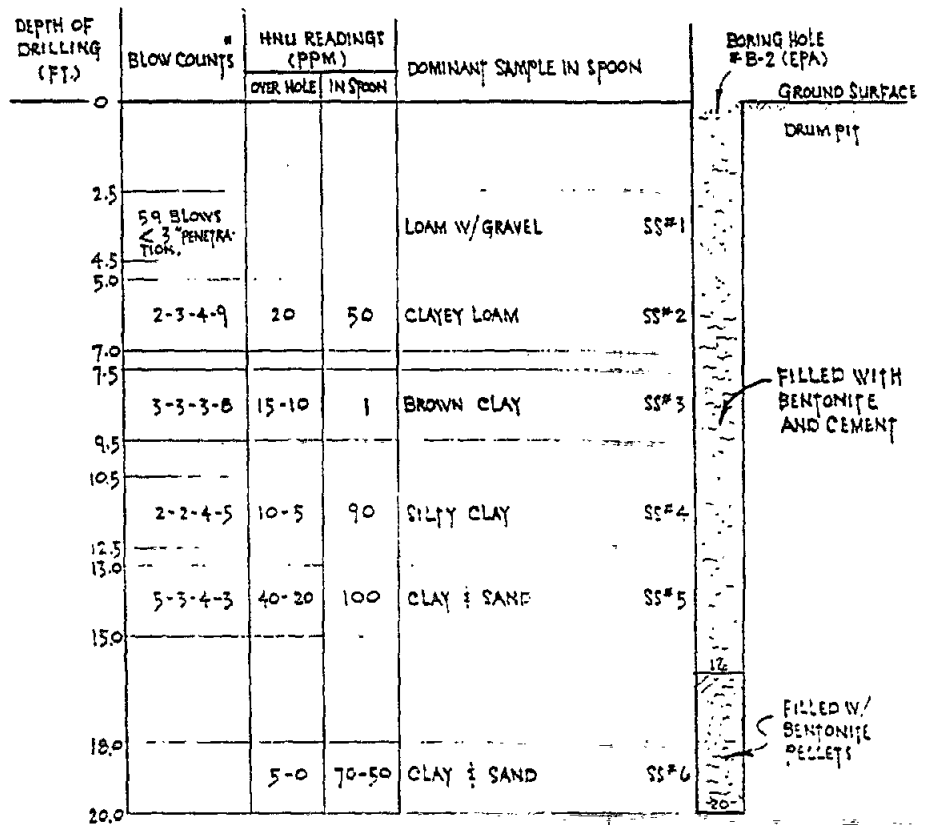 DEPTH OF DRILLING (FT.)
BLOW COUNTS *
HNU READINGS (PPM)
OVER HOLE
IN SPOON
DOMINANT SAMPLE IN SPOON
BORING HOLE
#B-2 (EPA)
GROUND SURFACE
0
DRUM PIT
2.5
59 BLOWS
< 3" PENETRA-
TION.
LOAM W/GRAVEL SS#1
4.5
5.0
2-3-4-9 20 50 CLAYEY LOAM SS#2
7.0
7.5
3-3-3-8 15-10 1 BROWN CLAY SS#3
FILLED WITH
BENTONITE
AND CEMENT
9.5
10.5
2-2-4-5 10-5 90 SILTY CLAY SS#4
12.5
13.0
5-3-4-3 40-20 100 CLAY & SAND SS#5
15.0
FILLED W/
BENTONITE
PELLETS
18.0
5-0 70-50 CLAY & SAND SS#6
20
20.0